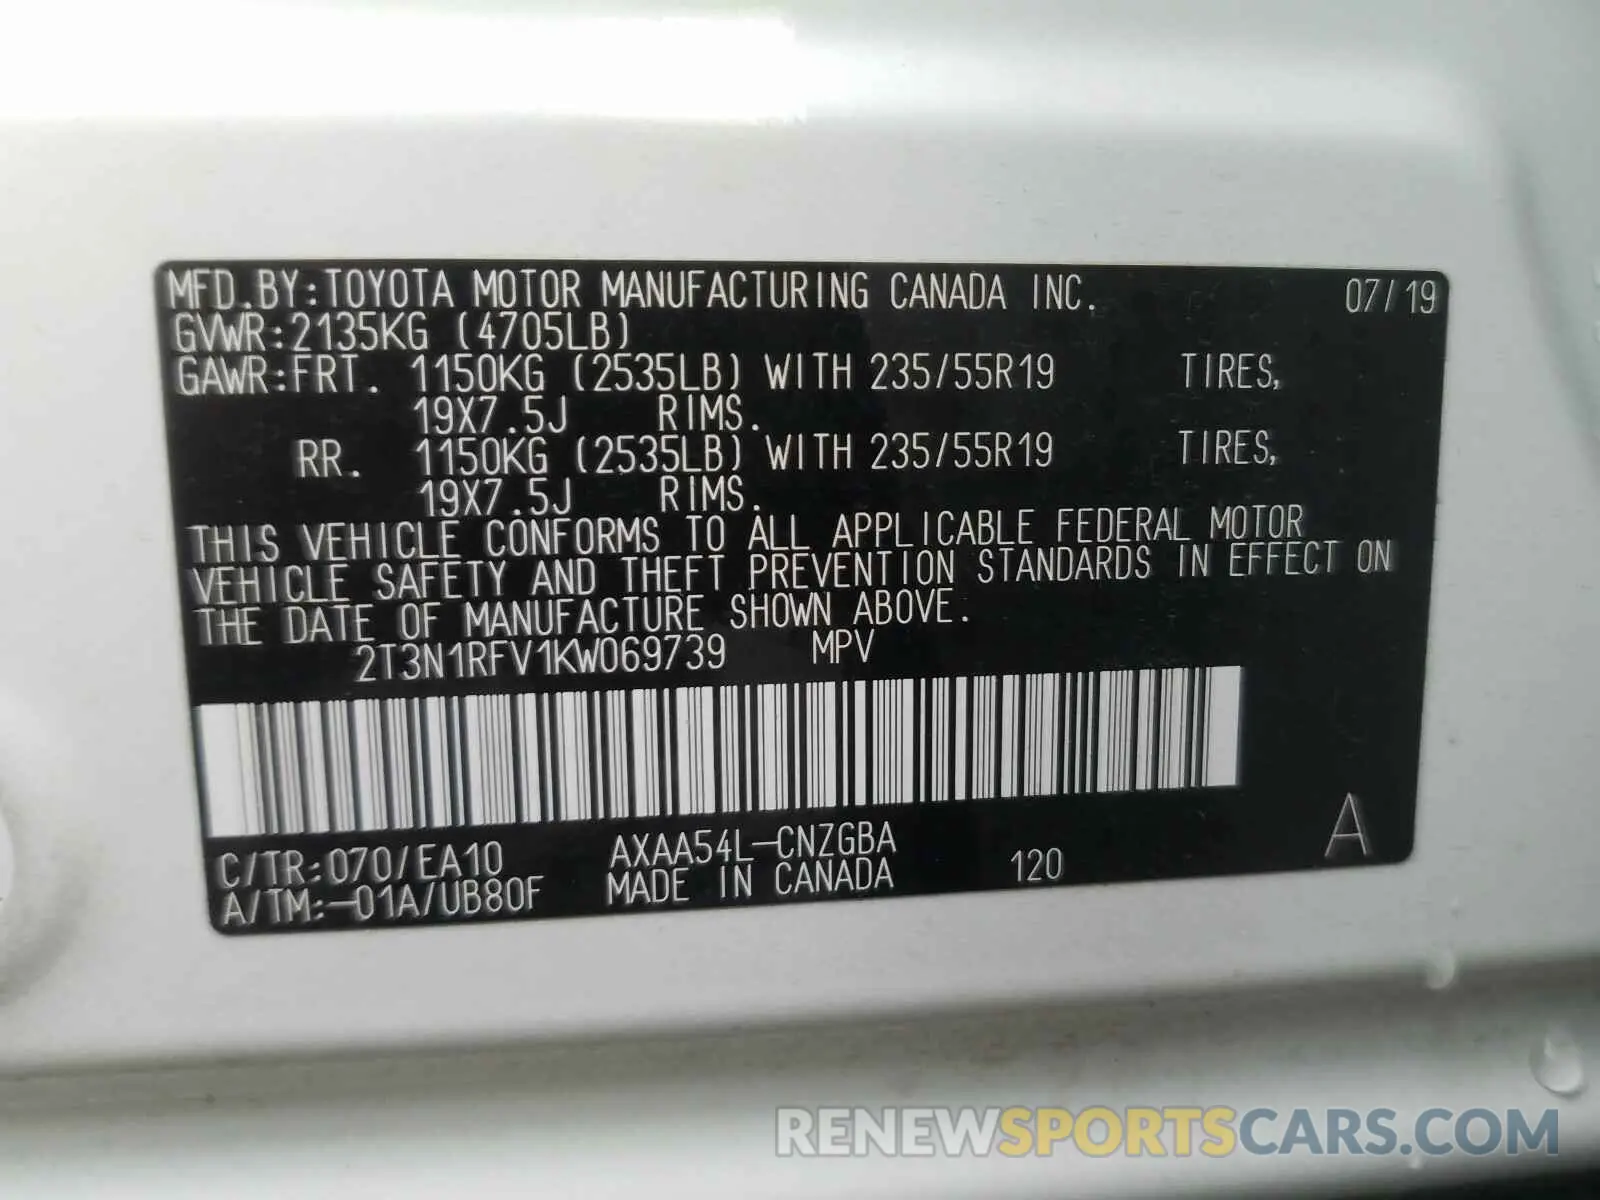 MFD.BY:TOYOTA MOTOR MANUFACTURING CANADA INC. 07/19
GVWR:2135KG (4705LB)
GAWR:FRT. 1150KG (2535LB) WITH 235/55R19 TIRES,
19X7.5J RIMS.
RR. 1150KG (2535LB) WITH 235/55R19 TIRES,
19X7.5J RIMS.
THIS VEHICLE CONFORMS TO ALL APPLICABLE FEDERAL MOTOR
VEHICLE SAFETY AND THEFT PREVENTION STANDARDS IN EFFECT ON
THE DATE OF MANUFACTURE SHOWN ABOVE.
2T3N1RFV1KW069739 MPV
C/TR:070/EA10 AXAA54L-CNZGBA A
A/TM:-01A/UB80F MADE IN CANADA 120
RENEWSPORTSCARS.COM